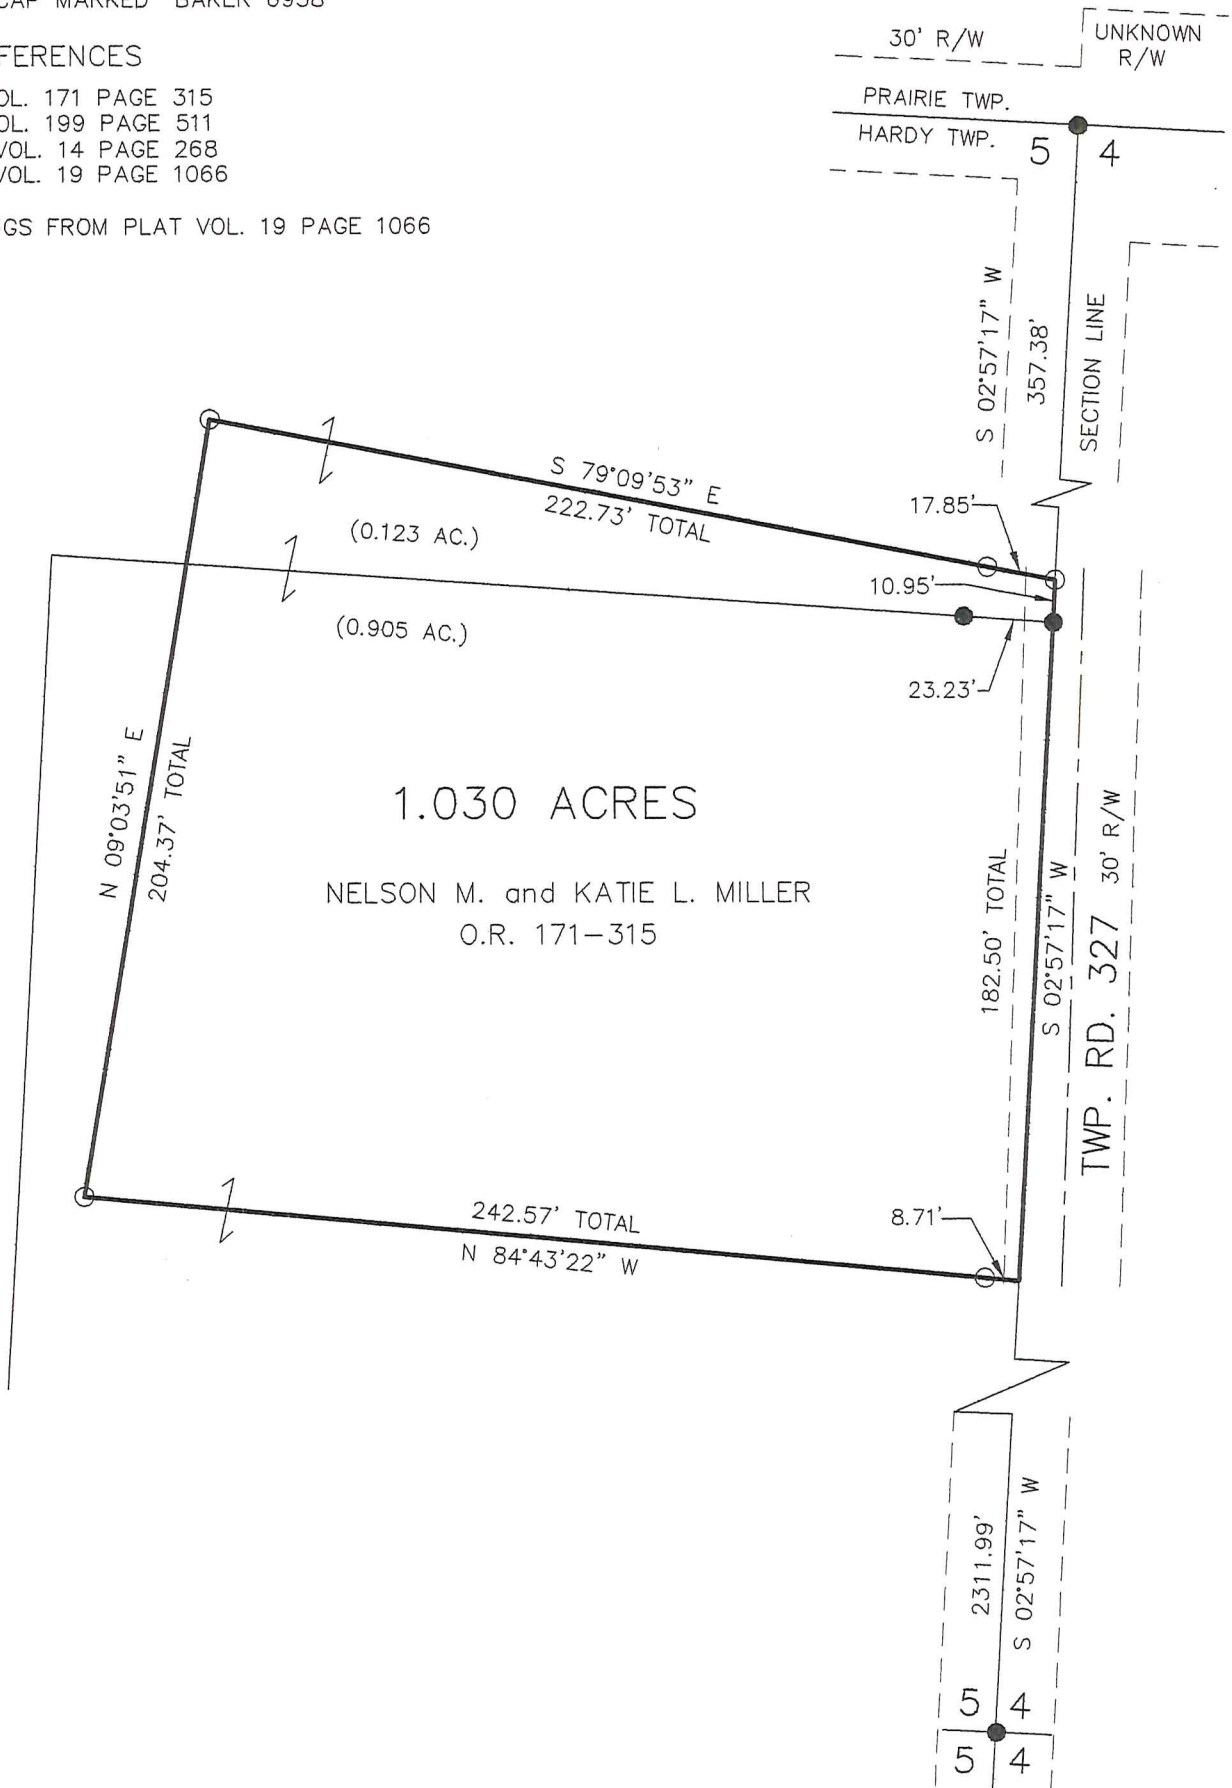 FERENCES
OL. 171 PAGE 315
OL. 199 PAGE 511
VOL. 14 PAGE 268
VOL. 19 PAGE 1066
GS FROM PLAT VOL. 19 PAGE 1066
30' R/W
UNKNOWN
R/W
PRAIRIE TWP.
HARDY TWP.
5 4
S 02°57'17" W
357.38'
SECTION LINE
S 79°09'53" E
222.73' TOTAL
17.85'
(0.123 AC.)
10.95'
(0.905 AC.)
23.23'
N 09°03'51" E
204.37' TOTAL
1.030 ACRES
NELSON M. and KATIE L. MILLER
O.R. 171-315
182.50' TOTAL
S 02°57'17" W
TWP. RD. 327 30' R/W
242.57' TOTAL
N 84°43'22" W
8.71'
2311.99'
S 02°57'17" W
5 4
5 4